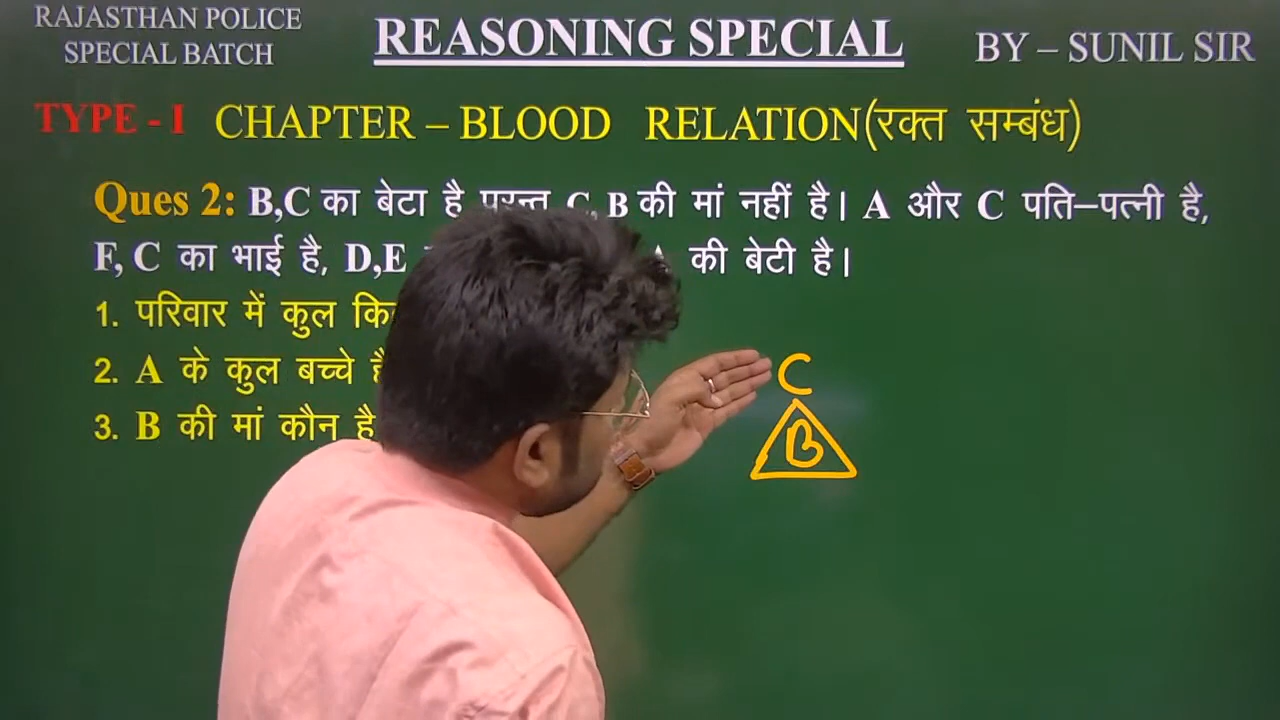 RAJASTHAN POLICE
SPECIAL BATCH
REASONING SPECIAL
BY – SUNIL SIR
TYPE - I CHAPTER – BLOOD RELATION(रक्त सम्बंध)
Ques 2: B,C का बेटा है C, B की मां नहीं है। A और C पति–पत्नी है,
F, C का भाई है, D,E की बेटी है।
1. परिवार में कुल
2. A के कुल बच्चे
3. B की मां कौन है
C
B